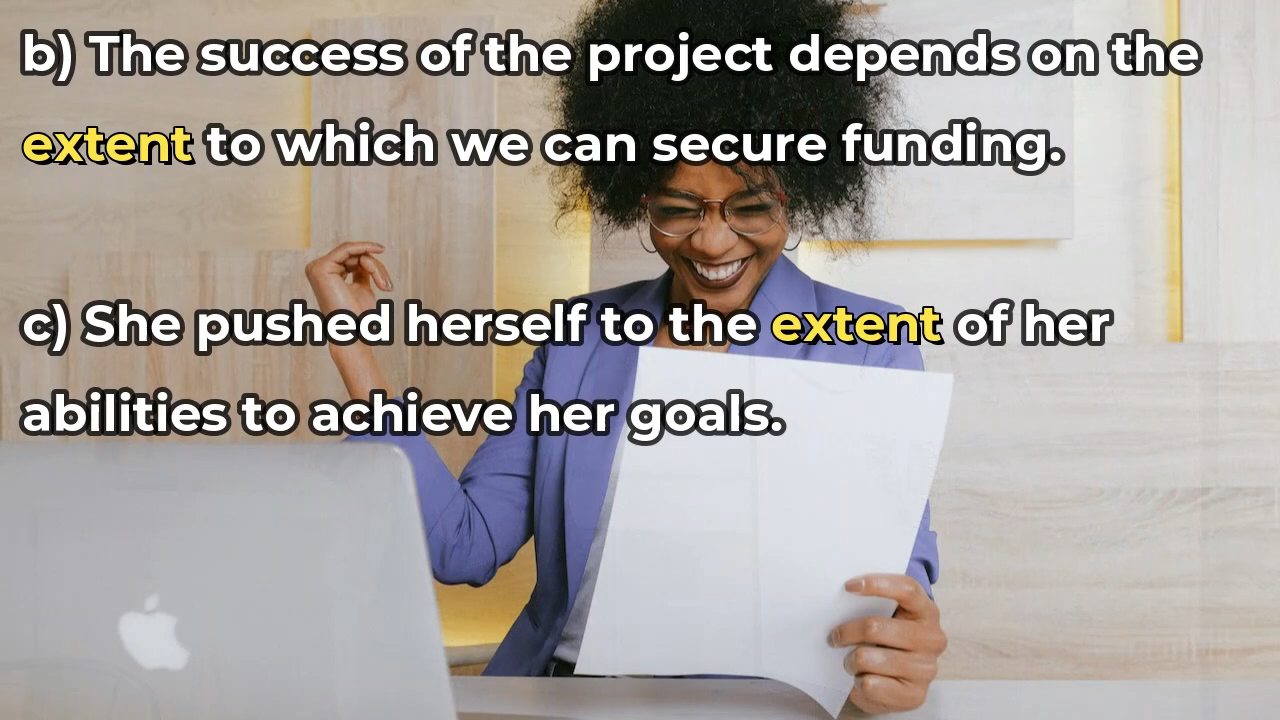 b) The success of the project depends on the
extent to which we can secure funding.
c) She pushed herself to the extent of her
abilities to achieve her goals.